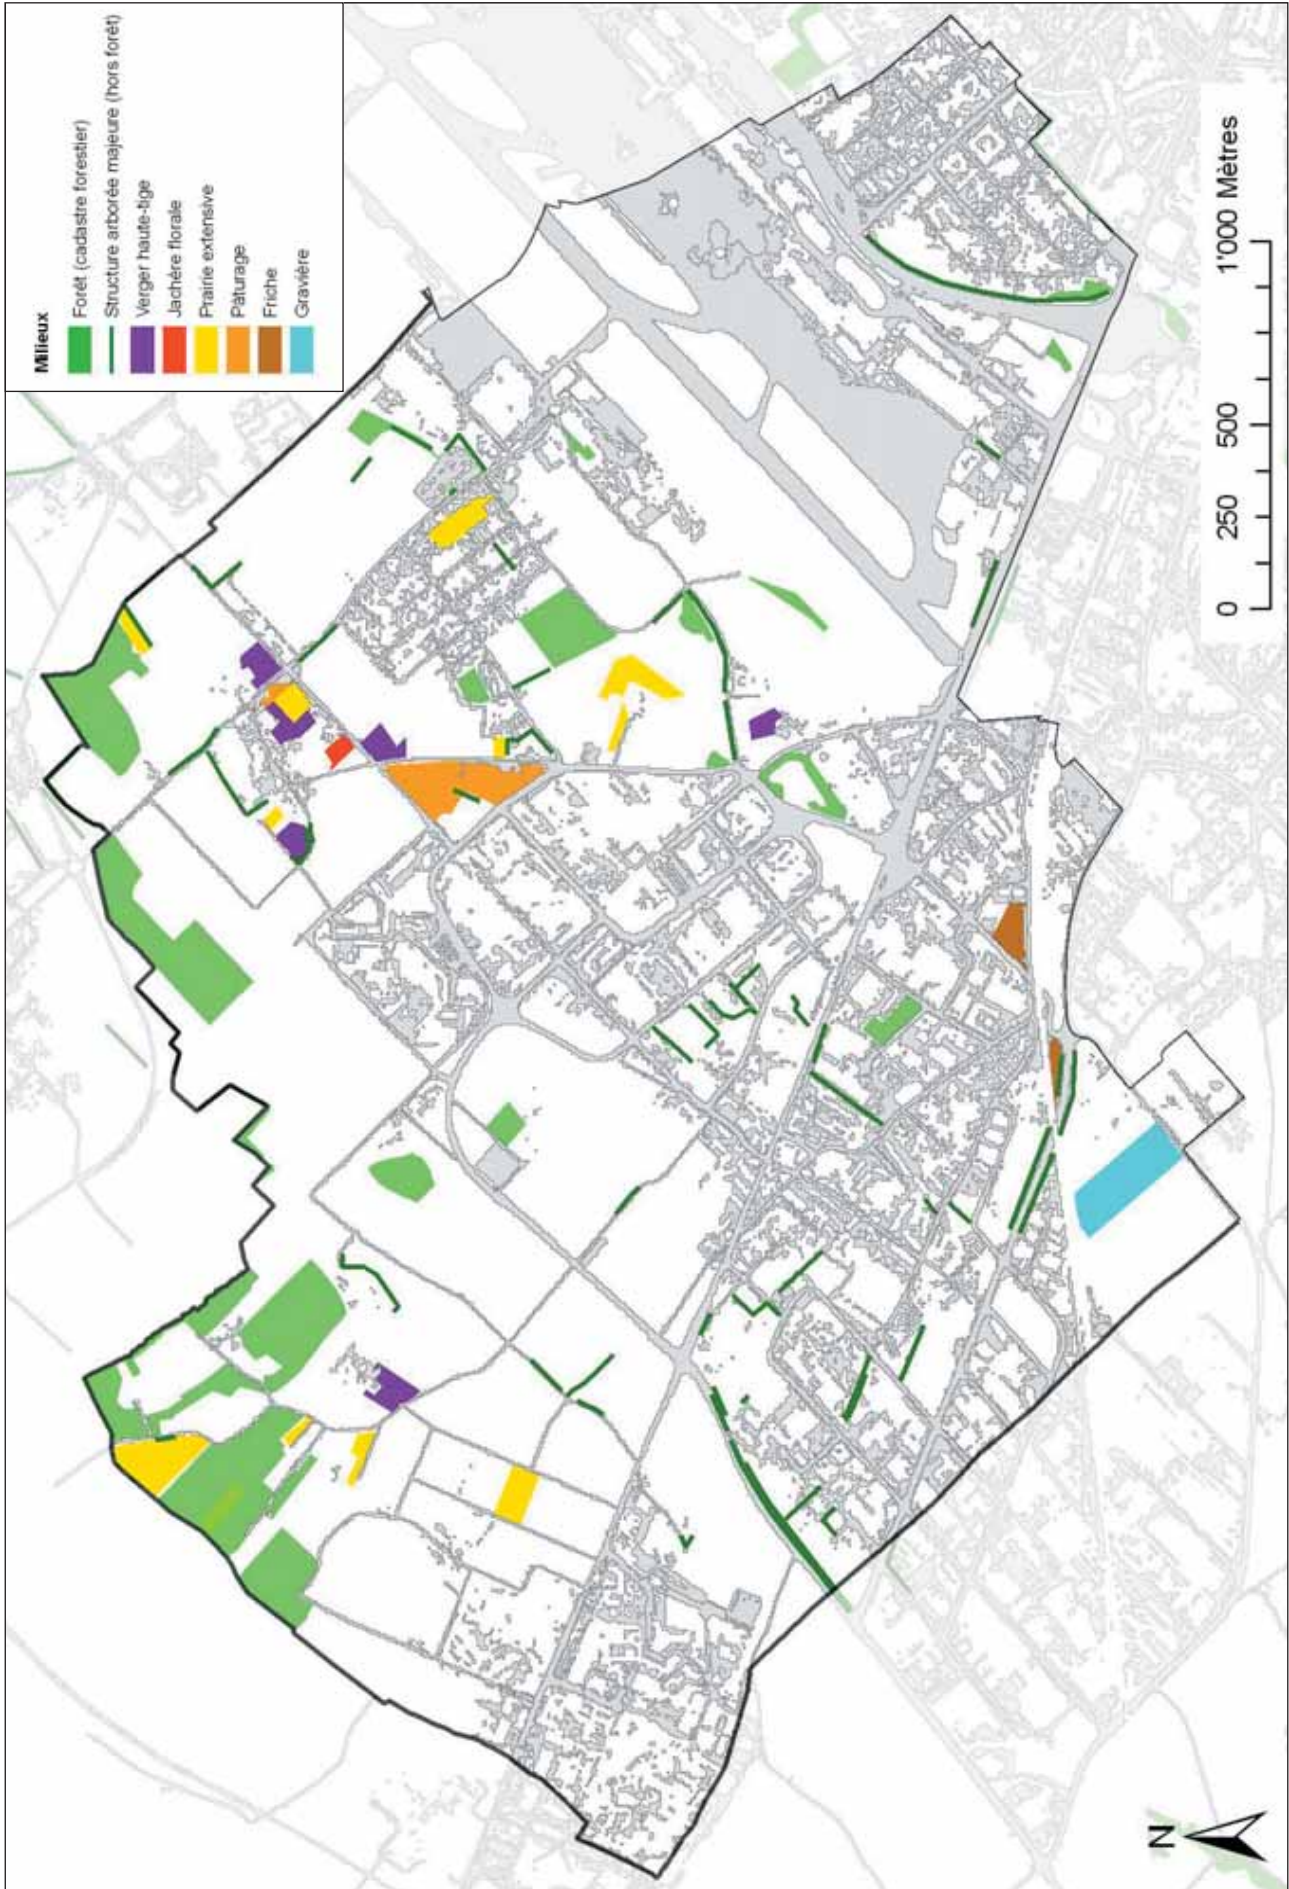 Milieux
Forêt (cadastre forestier)
Structure arborée majeure (hors forêt)
Verger haute-tige
Jachère florale
Prairie extensive
Pâturage
Friche
Gravière
0 250 500 1'000 Mètres
N